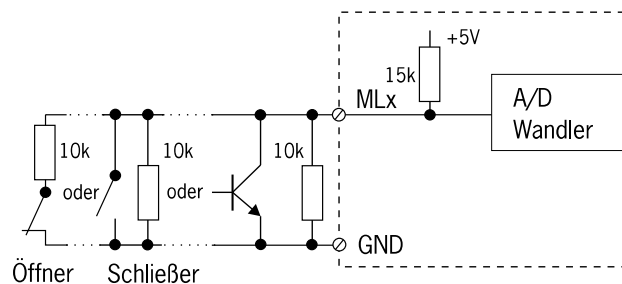 +5V
15k
MLx
A/D
Wandler
10k
10k
10k
oder
oder
GND
Öffner
Schließer